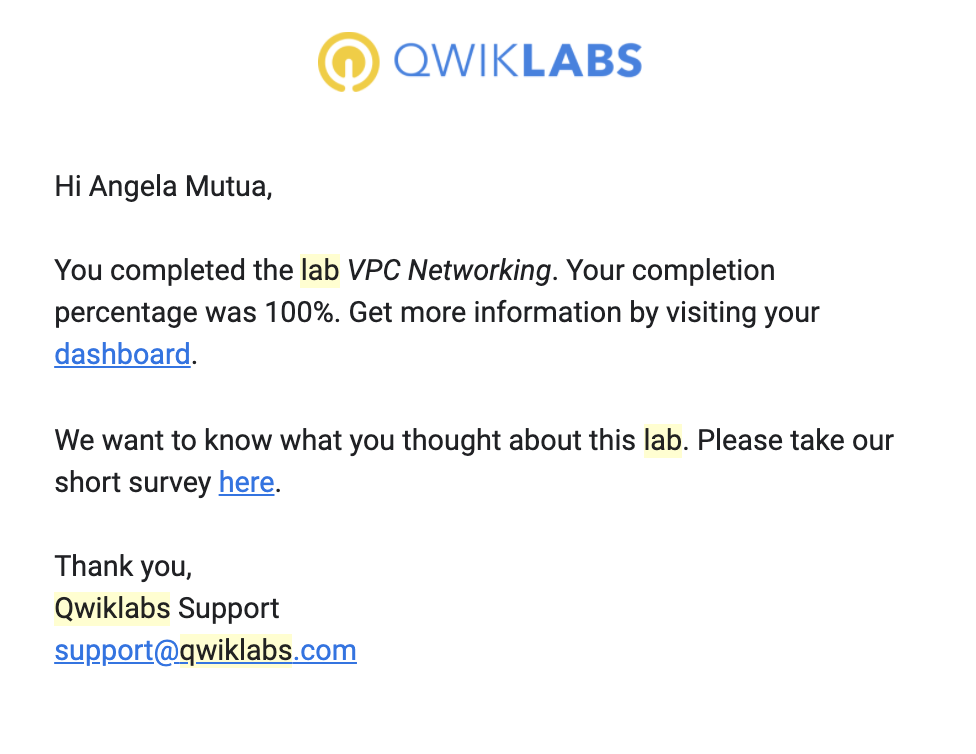 QWIKLABS
Hi Angela Mutua,
You completed the lab VPC Networking. Your completion
percentage was 100%. Get more information by visiting your
dashboard.
We want to know what you thought about this lab. Please take our
short survey here.
Thank you,
Qwiklabs Support
support@qwiklabs.com